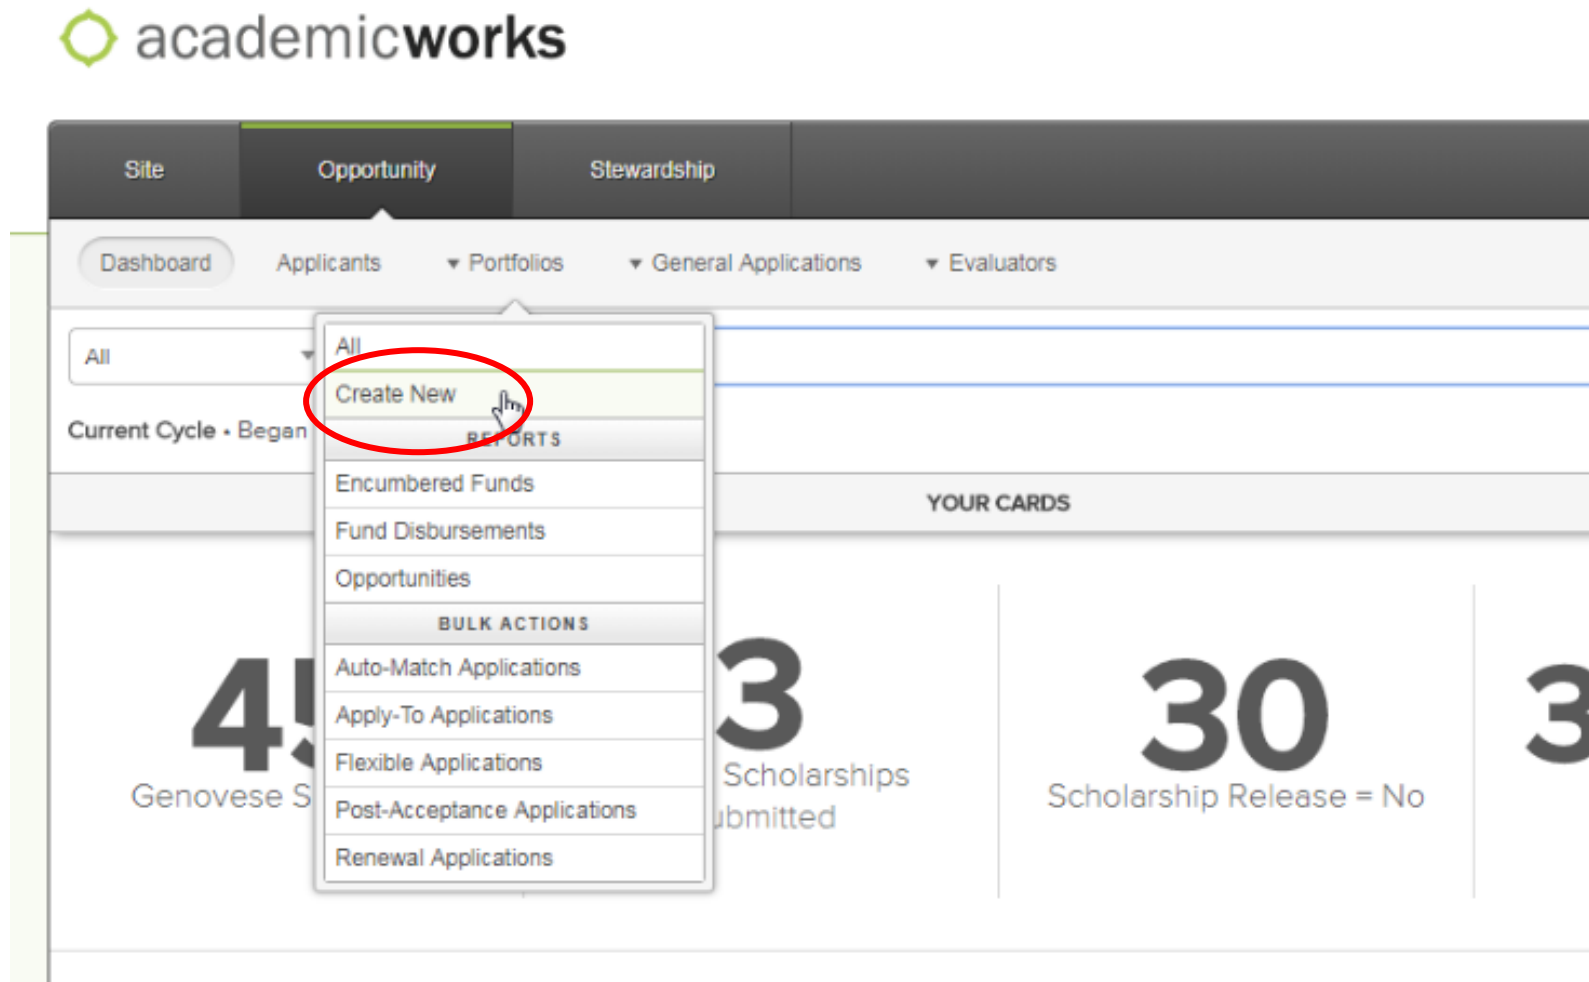 academicworks
Site Opportunity Stewardship
Dashboard Applicants Portfolios General Applications Evaluators
All
All
Create New
Current Cycle • Began
REPORTS
Encumbered Funds
YOUR CARDS
Fund Disbursements
Opportunities
BULK ACTIONS
Auto-Match Applications
Apply-To Applications
Flexible Applications
Post-Acceptance Applications
Renewal Applications
4
Genovese S
3
Scholarships
ubmitted
30
Scholarship Release = No
3